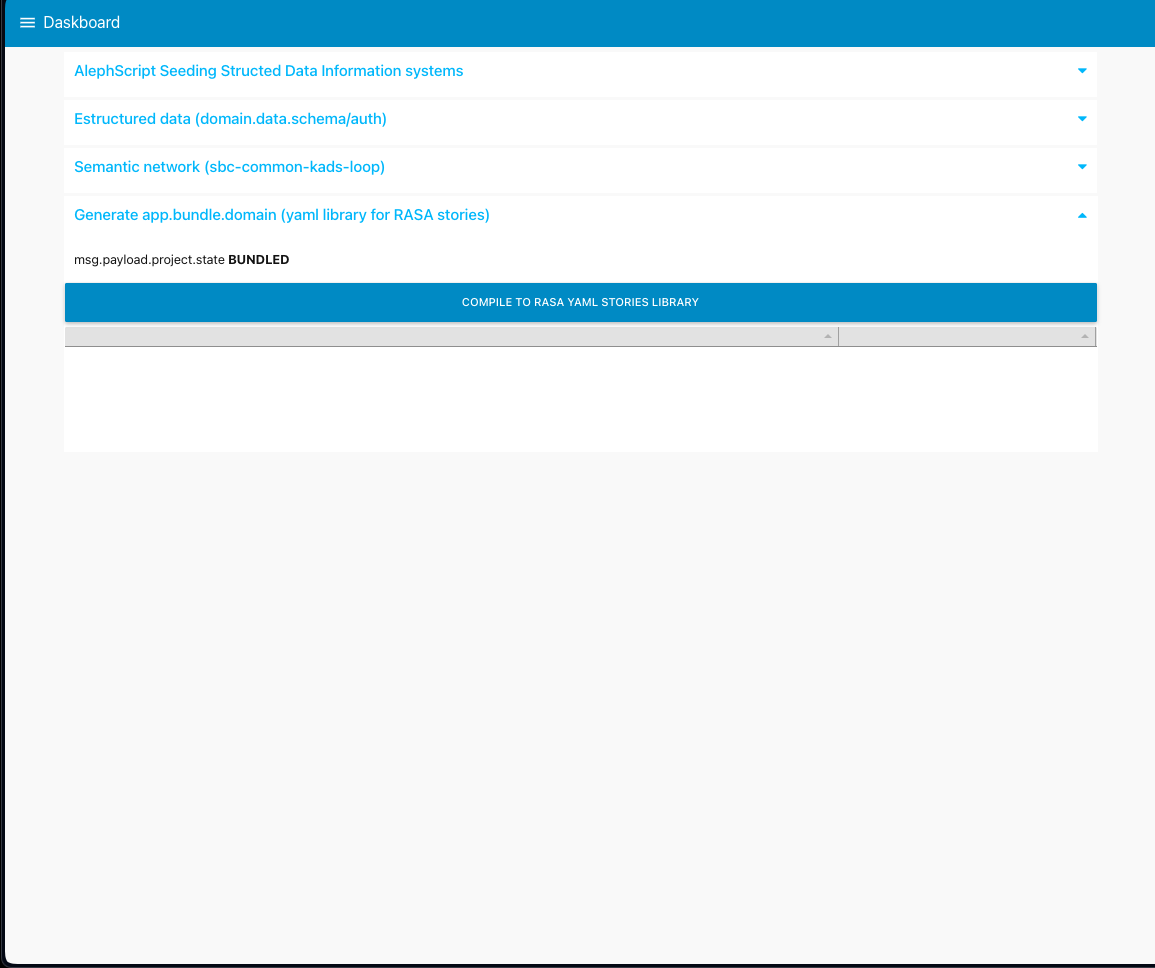 Daskboard
AlephScript Seeding Structed Data Information systems
Estructured data (domain.data.schema/auth)
Semantic network (sbc-common-kads-loop)
Generate app.bundle.domain (yaml library for RASA stories)
msg.payload.project.state BUNDLED
COMPILE TO RASA YAML STORIES LIBRARY